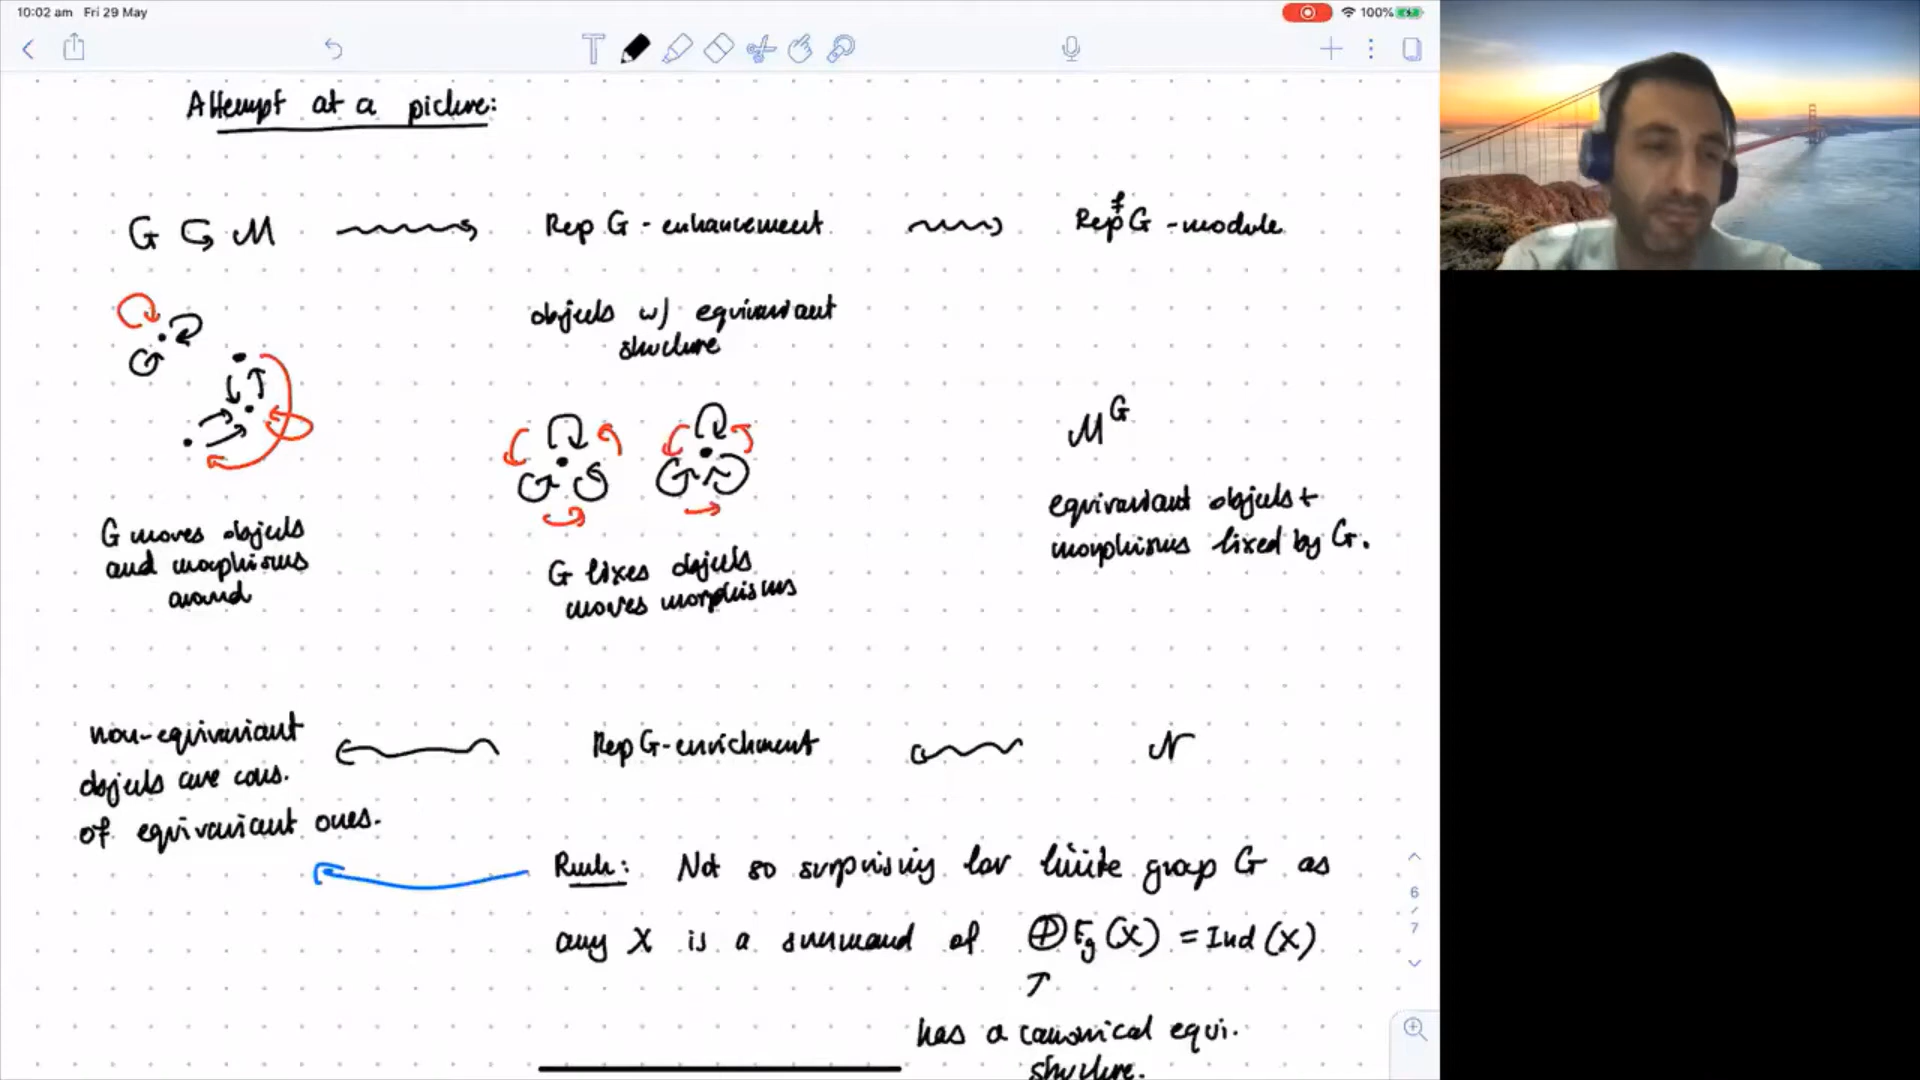 10:02 am Fri 29 May
100%
Attempt at a picture:
G ↻ M ⟿ Rep G - enhancement ⟿ Repᶠ G - module
objects w/ equivariant
structure
M^G
equivariant objects +
morphisms fixed by G.
G moves objects
and morphisms
around
G fixes objects
moves morphisms
non-equivariant
objects are cons.
of equivariant ones.
Rep G-enrichment
N
Rmk: Not so surprising for finite group G as
any X is a summand of ⊕ F_g (X) = Ind (X)
↑
has a canonical equi.
structure.
6
/
7